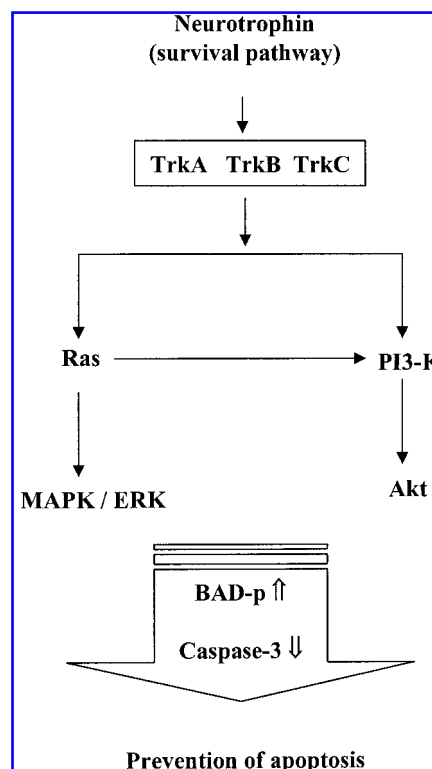 Neurotrophin
(survival pathway)
TrkA TrkB TrkC
Ras PI3-K
MAPK / ERK Akt
BAD-p ⇑
Caspase-3 ⇓
Prevention of apoptosis